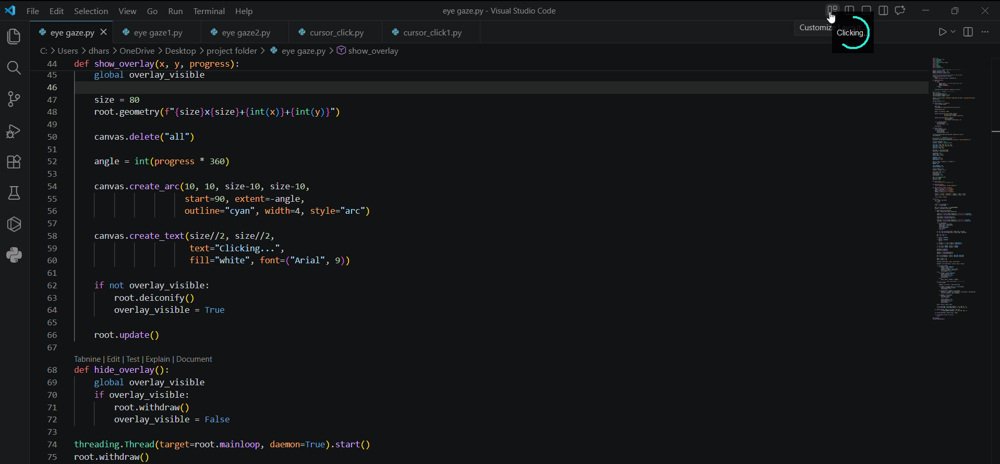 File Edit Selection View Go Run Terminal Help
eye gaze.py - Visual Studio Code
eye gaze.py
eye gaze1.py
eye gaze2.py
cursor_click.py
cursor_click1.py
Customize
Clicking..
C: > Users > dhars > OneDrive > Desktop > project folder > eye gaze.py > show_overlay
44 def show_overlay(x, y, progress):
45 global overlay_visible
46
47 size = 80
48 root.geometry(f"{size}x{size}+{int(x)}+{int(y)}")
49
50 canvas.delete("all")
51
52 angle = int(progress * 360)
53
54 canvas.create_arc(10, 10, size-10, size-10,
55 start=90, extent=-angle,
56 outline="cyan", width=4, style="arc")
57
58 canvas.create_text(size//2, size//2,
59 text="Clicking...",
60 fill="white", font=("Arial", 9))
61
62 if not overlay_visible:
63 root.deiconify()
64 overlay_visible = True
65
66 root.update()
67
Tabnine | Edit | Test | Explain | Document
68 def hide_overlay():
69 global overlay_visible
70 if overlay_visible:
71 root.withdraw()
72 overlay_visible = False
73
74 threading.Thread(target=root.mainloop, daemon=True).start()
75 root.withdraw()